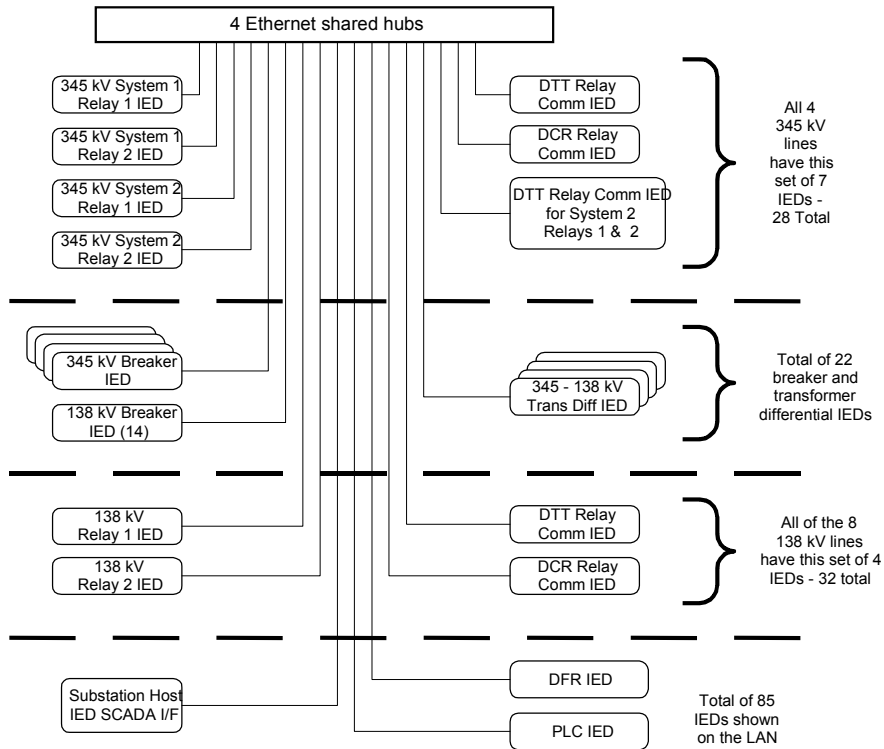 4 Ethernet shared hubs
345 kV System 1
Relay 1 IED
345 kV System 1
Relay 2 IED
345 kV System 2
Relay 1 IED
345 kV System 2
Relay 2 IED
DTT Relay
Comm IED
DCR Relay
Comm IED
DTT Relay Comm IED
for System 2
Relays 1 & 2
All 4
345 kV
lines
have this
set of 7
IEDs -
28 Total
345 kV Breaker
IED
138 kV Breaker
IED (14)
345 - 138 kV
Trans Diff IED
Total of 22
breaker and
transformer
differential IEDs
138 kV
Relay 1 IED
138 kV
Relay 2 IED
DTT Relay
Comm IED
DCR Relay
Comm IED
All of the 8
138 kV lines
have this set of 4
IEDs - 32 total
Substation Host
IED SCADA I/F
DFR IED
PLC IED
Total of 85
IEDs shown
on the LAN